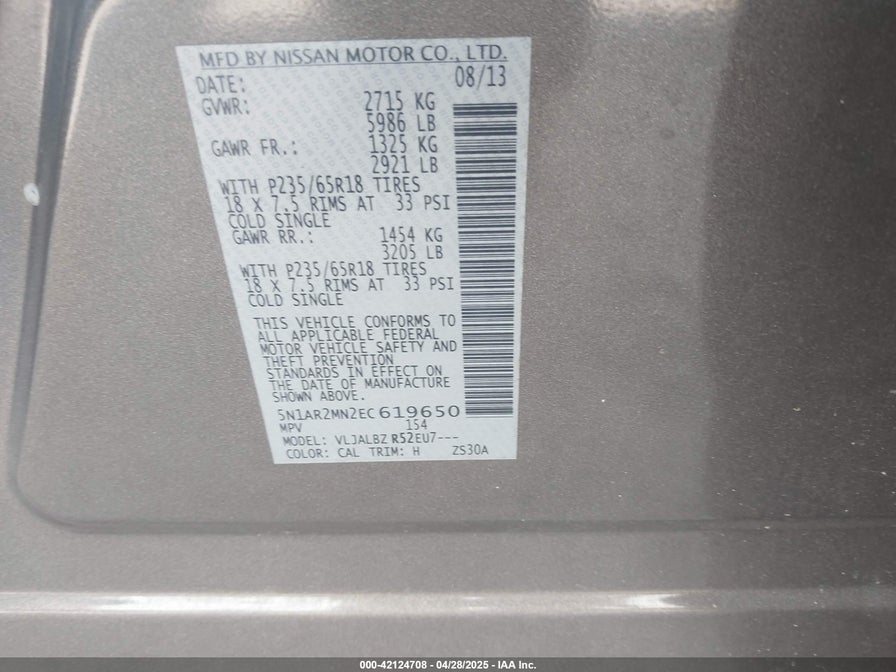 MFD BY NISSAN MOTOR CO., LTD.
DATE: 08/13
GVWR: 2715 KG
5986 LB
GAWR FR.: 1325 KG
2921 LB
WITH P235/65R18 TIRES
18 X 7.5 RIMS AT 33 PSI
COLD SINGLE
GAWR RR.: 1454 KG
3205 LB
WITH P235/65R18 TIRES
18 X 7.5 RIMS AT 33 PSI
COLD SINGLE
THIS VEHICLE CONFORMS TO
ALL APPLICABLE FEDERAL
MOTOR VEHICLE SAFETY AND
THEFT PREVENTION
STANDARDS IN EFFECT ON
THE DATE OF MANUFACTURE
SHOWN ABOVE.
5N1AR2MN2EC619650
MPV 154
MODEL: VLJALBZ R52EU7---
COLOR: CAL TRIM: H ZS30A
000-42124708 - 04/28/2025 - IAA Inc.